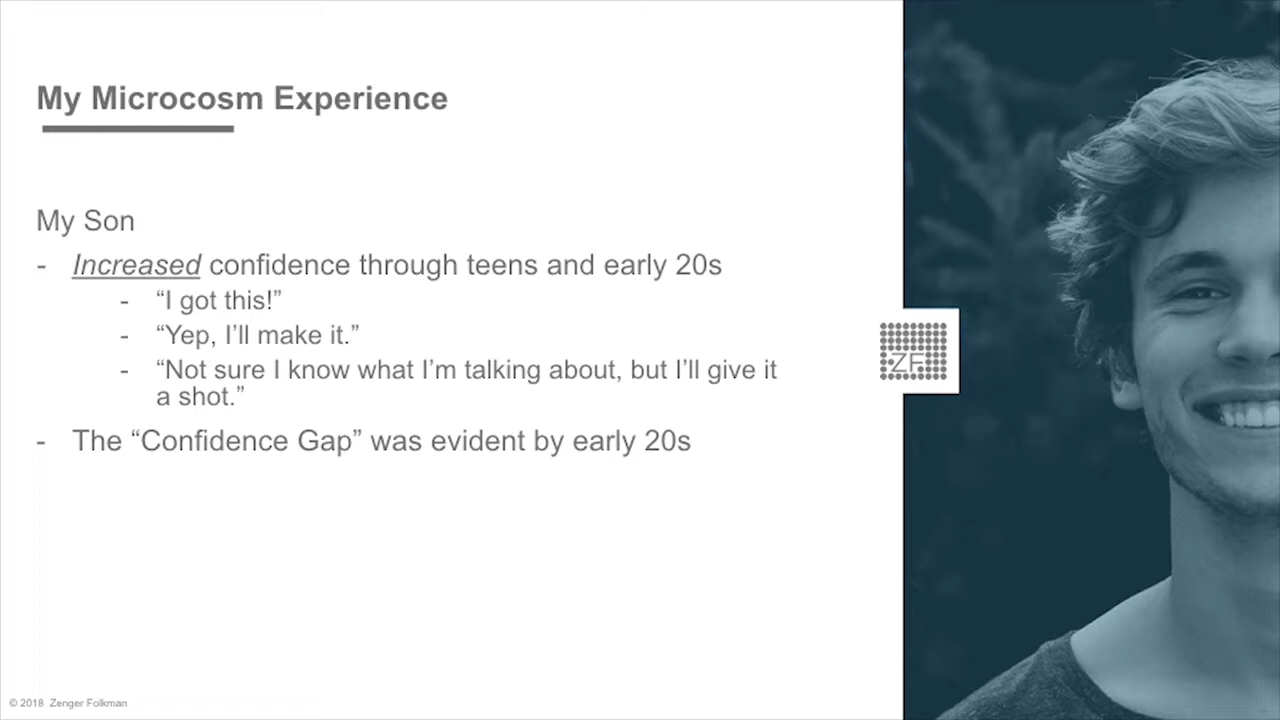 My Microcosm Experience
My Son
- Increased confidence through teens and early 20s
- “I got this!”
- “Yep, I’ll make it.”
- “Not sure I know what I’m talking about, but I’ll give it
a shot.”
- The “Confidence Gap” was evident by early 20s
ZF
© 2018 Zenger Folkman